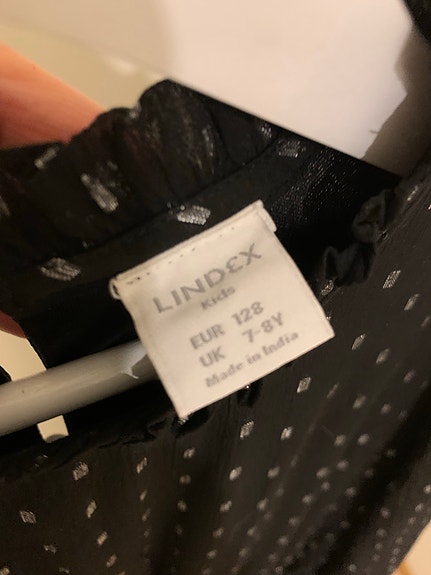 LINDEX
Kids
EUR 128
UK 7-8Y
Made in India